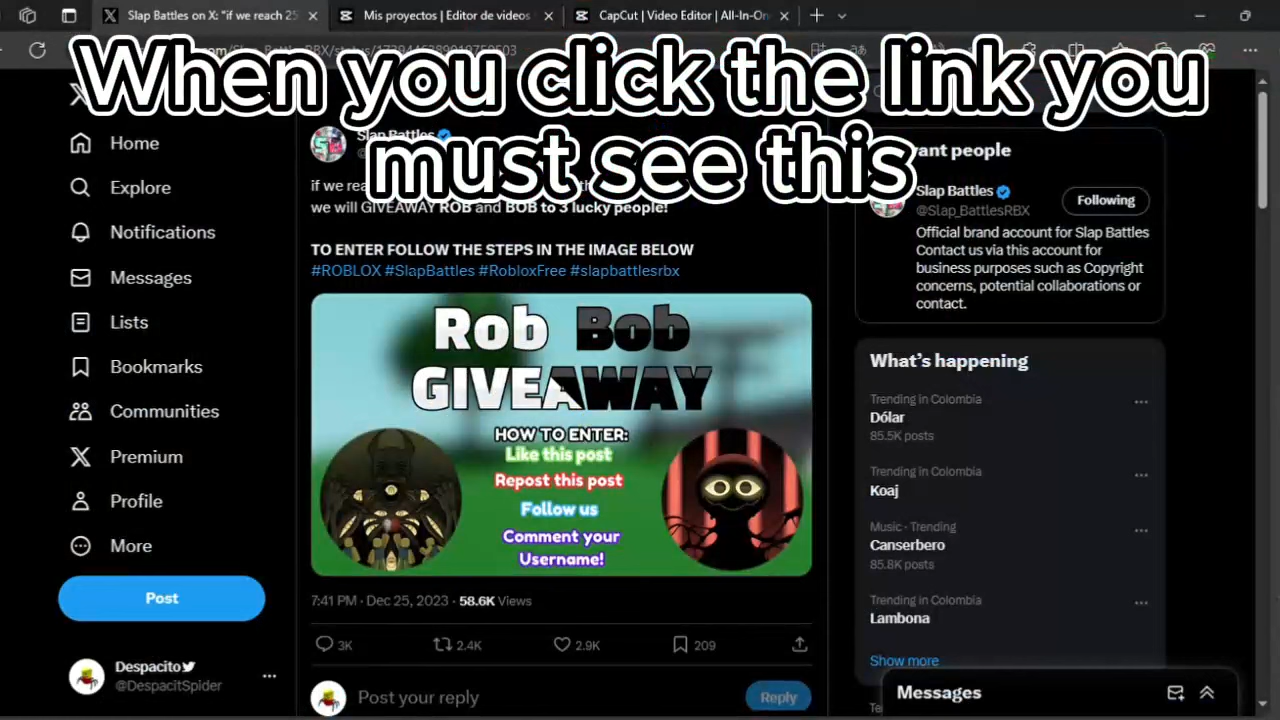 Slap Battles on X: "if we reach 25
Mis proyectos | Editor de videos
CapCut | Video Editor | All-In-On
When you click the link you
must see this
Home
Explore
Notifications
Messages
Lists
Bookmarks
Communities
Premium
Profile
More
Post
Despacito
@DespacitSpider
Slap Battles
if we rea
we will GIVEAWAY ROB and BOB to 3 lucky people!
TO ENTER FOLLOW THE STEPS IN THE IMAGE BELOW
#ROBLOX #SlapBattles #RobloxFree #slapbattlesrbx
Rob Bob
GIVEAWAY
HOW TO ENTER:
Like this post
Repost this post
Follow us
Comment your
Username!
7:41 PM · Dec 25, 2023 · 58.6K Views
3K 2.4K 2.9K 209
Post your reply
Reply
vant people
Slap Battles
@Slap_BattlesRBX
Following
Official brand account for Slap Battles
Contact us via this account for
business purposes such as Copyright
concerns, potential collaborations or
contact.
What's happening
Trending in Colombia
Dólar
85.5K posts
Trending in Colombia
Koaj
Music · Trending
Canserbero
85.8K posts
Trending in Colombia
Lambona
Show more
Messages